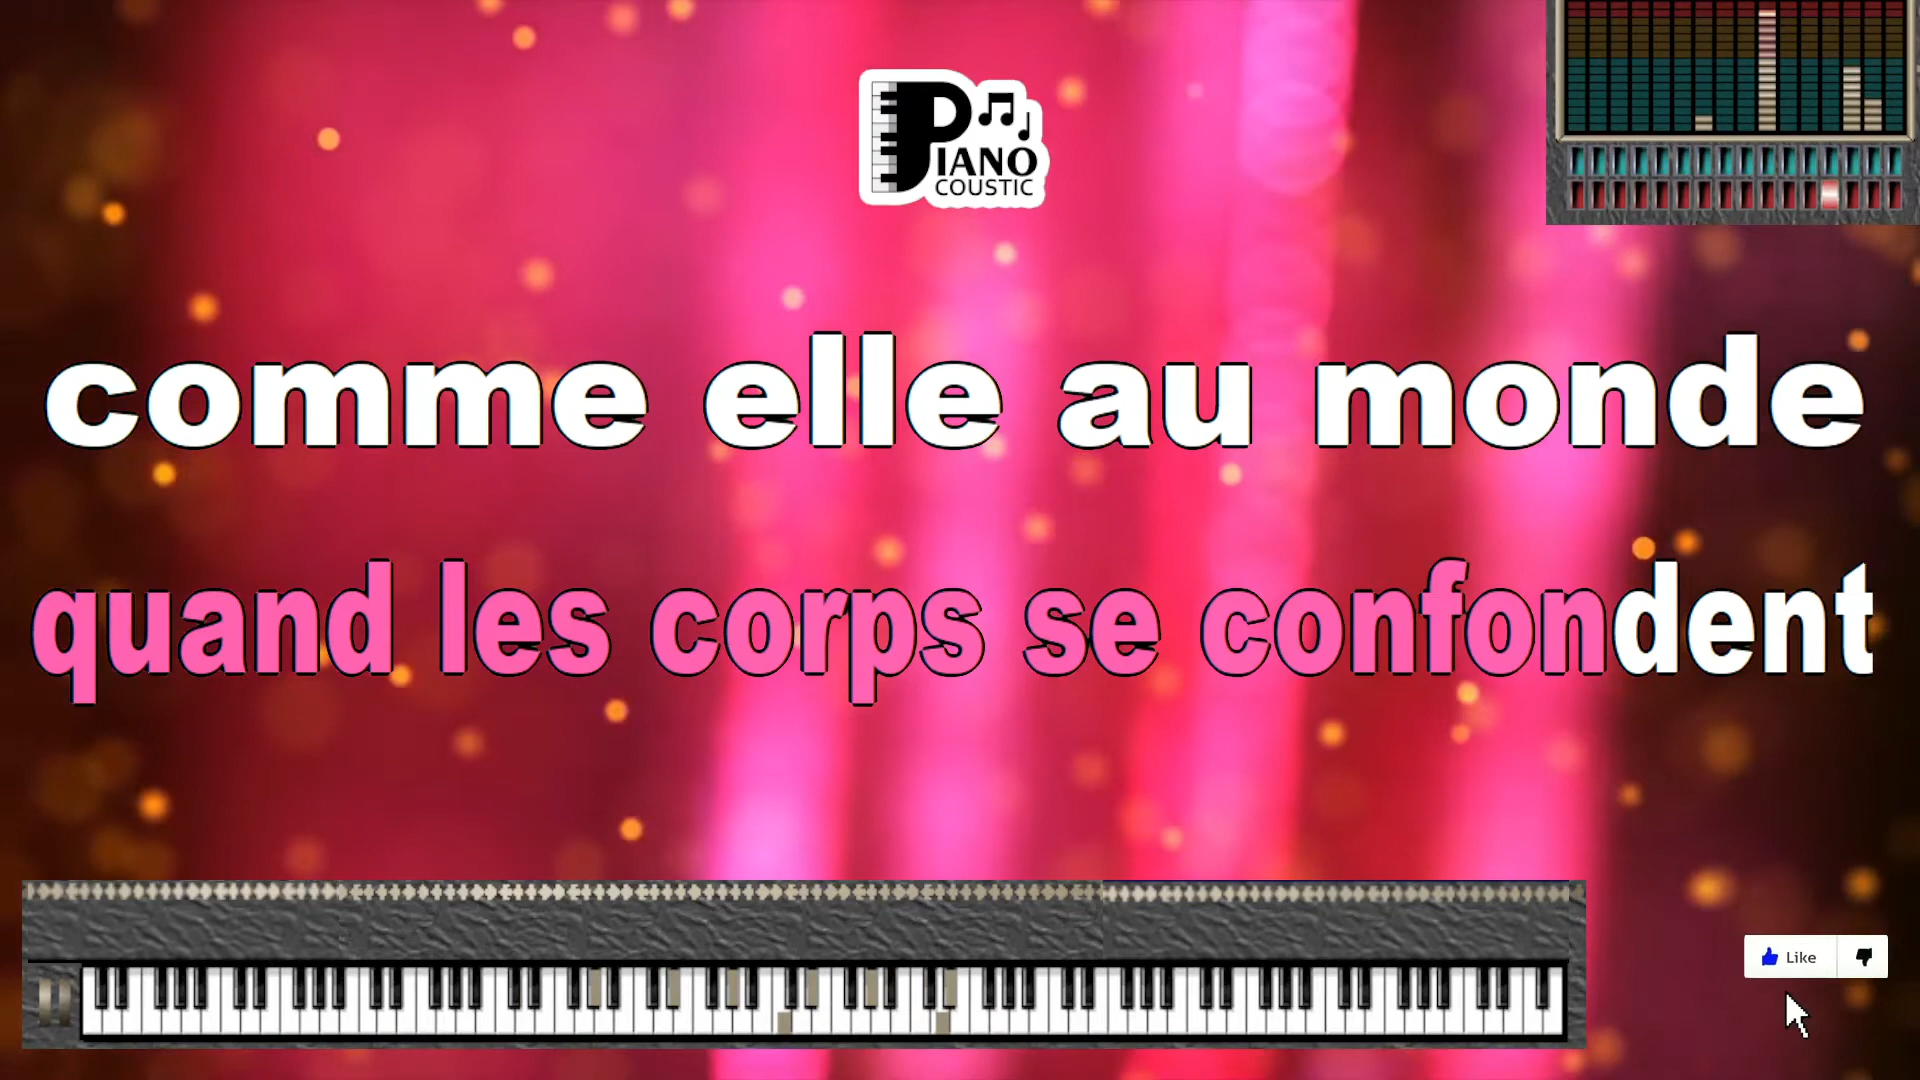 PIANO
COUSTIC
comme elle au monde
quand les corps se confondent
Like